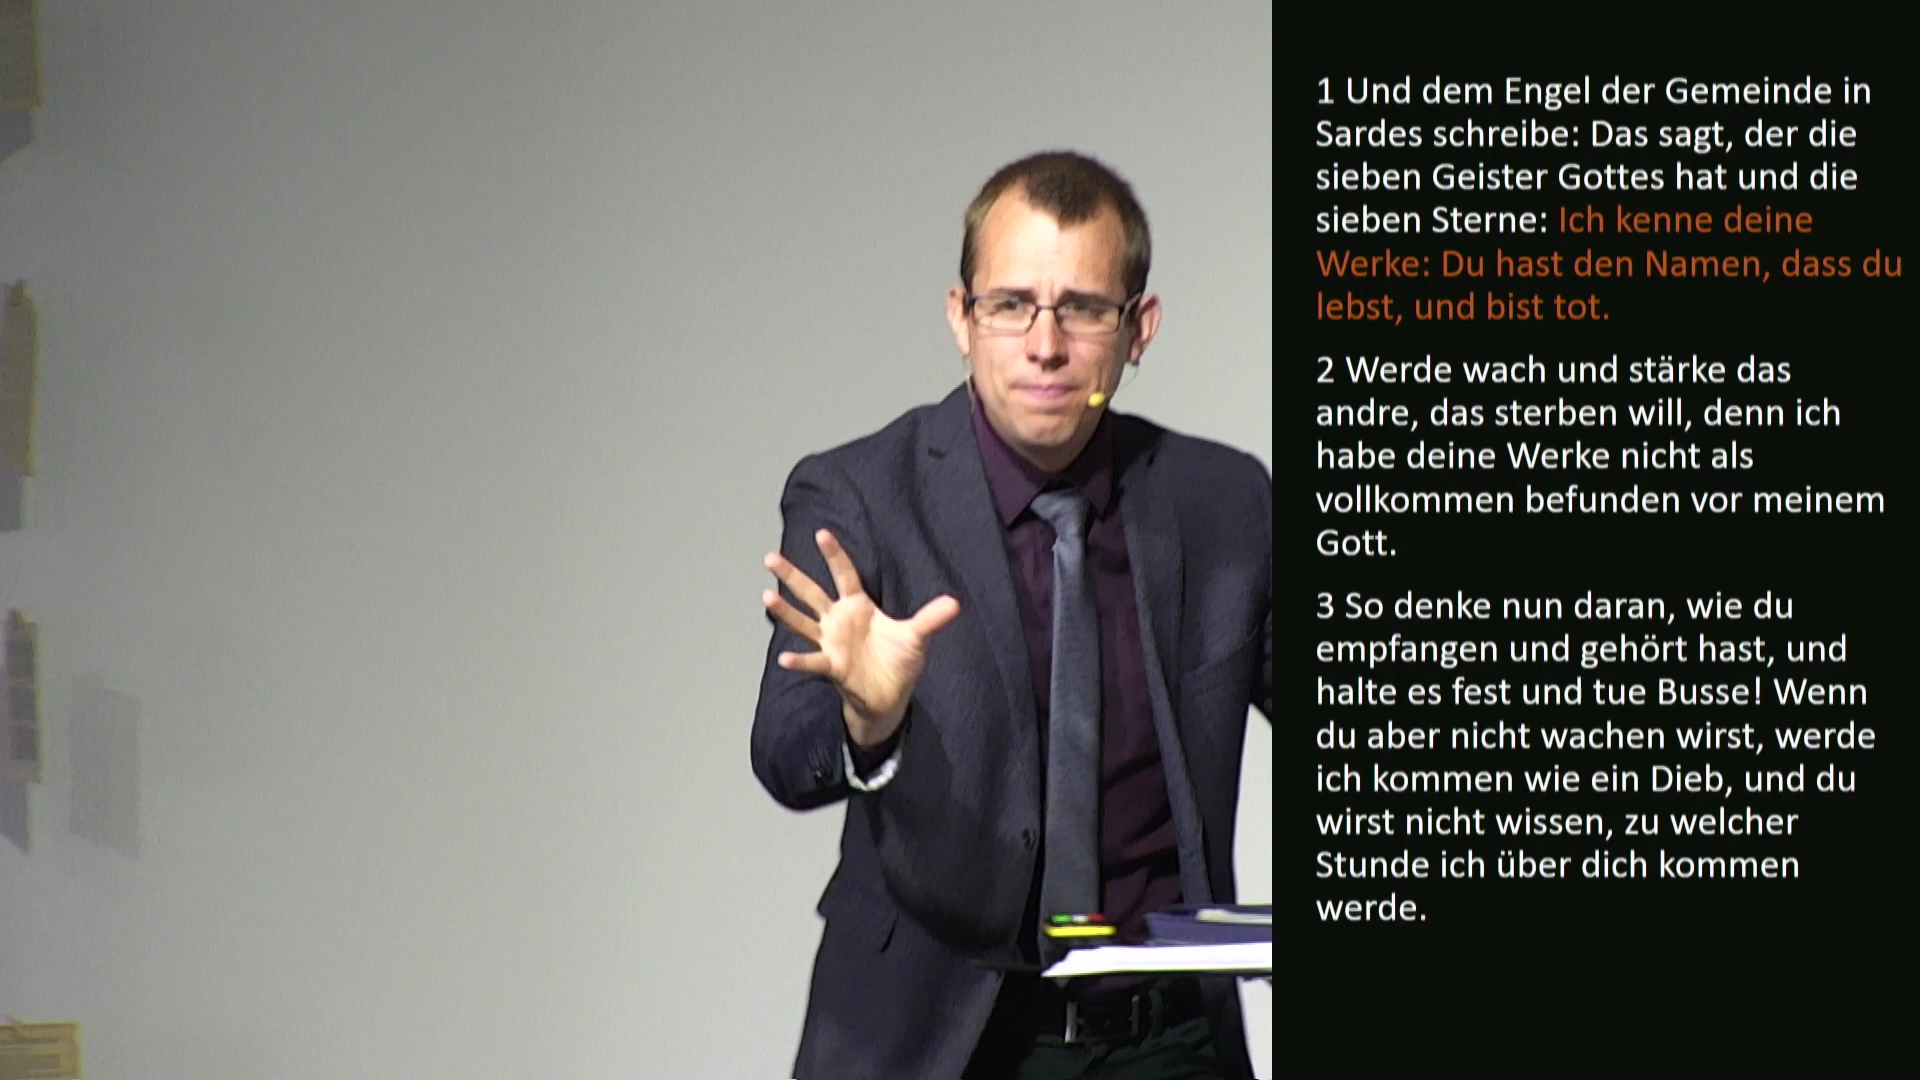 1 Und dem Engel der Gemeinde in
Sardes schreibe: Das sagt, der die
sieben Geister Gottes hat und die
sieben Sterne: Ich kenne deine
Werke: Du hast den Namen, dass du
lebst, und bist tot.
2 Werde wach und stärke das
andre, das sterben will, denn ich
habe deine Werke nicht als
vollkommen befunden vor meinem
Gott.
3 So denke nun daran, wie du
empfangen und gehört hast, und
halte es fest und tue Busse! Wenn
du aber nicht wachen wirst, werde
ich kommen wie ein Dieb, und du
wirst nicht wissen, zu welcher
Stunde ich über dich kommen
werde.